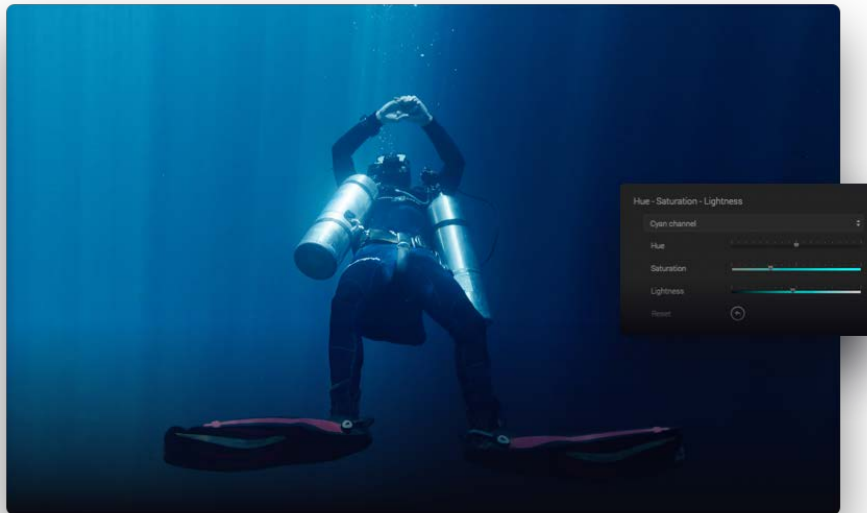 Hue - Saturation - Lightness
Cyan channel
Hue
Saturation
Lightness
Reset